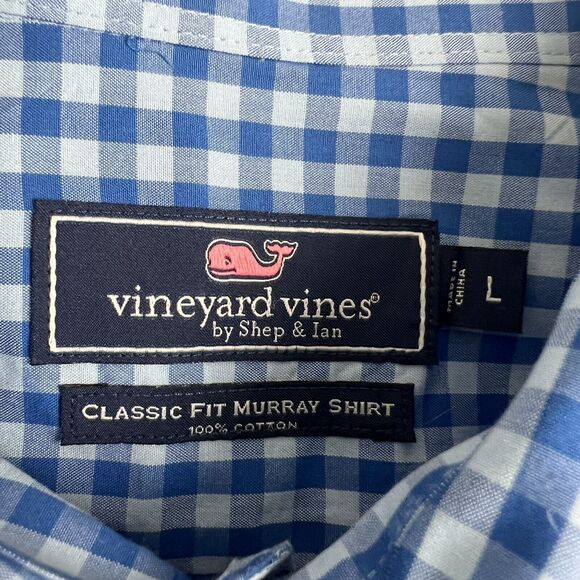 vineyard vines®
by Shep & Ian
MADE IN
CHINA
L
CLASSIC FIT MURRAY SHIRT
100% COTTON